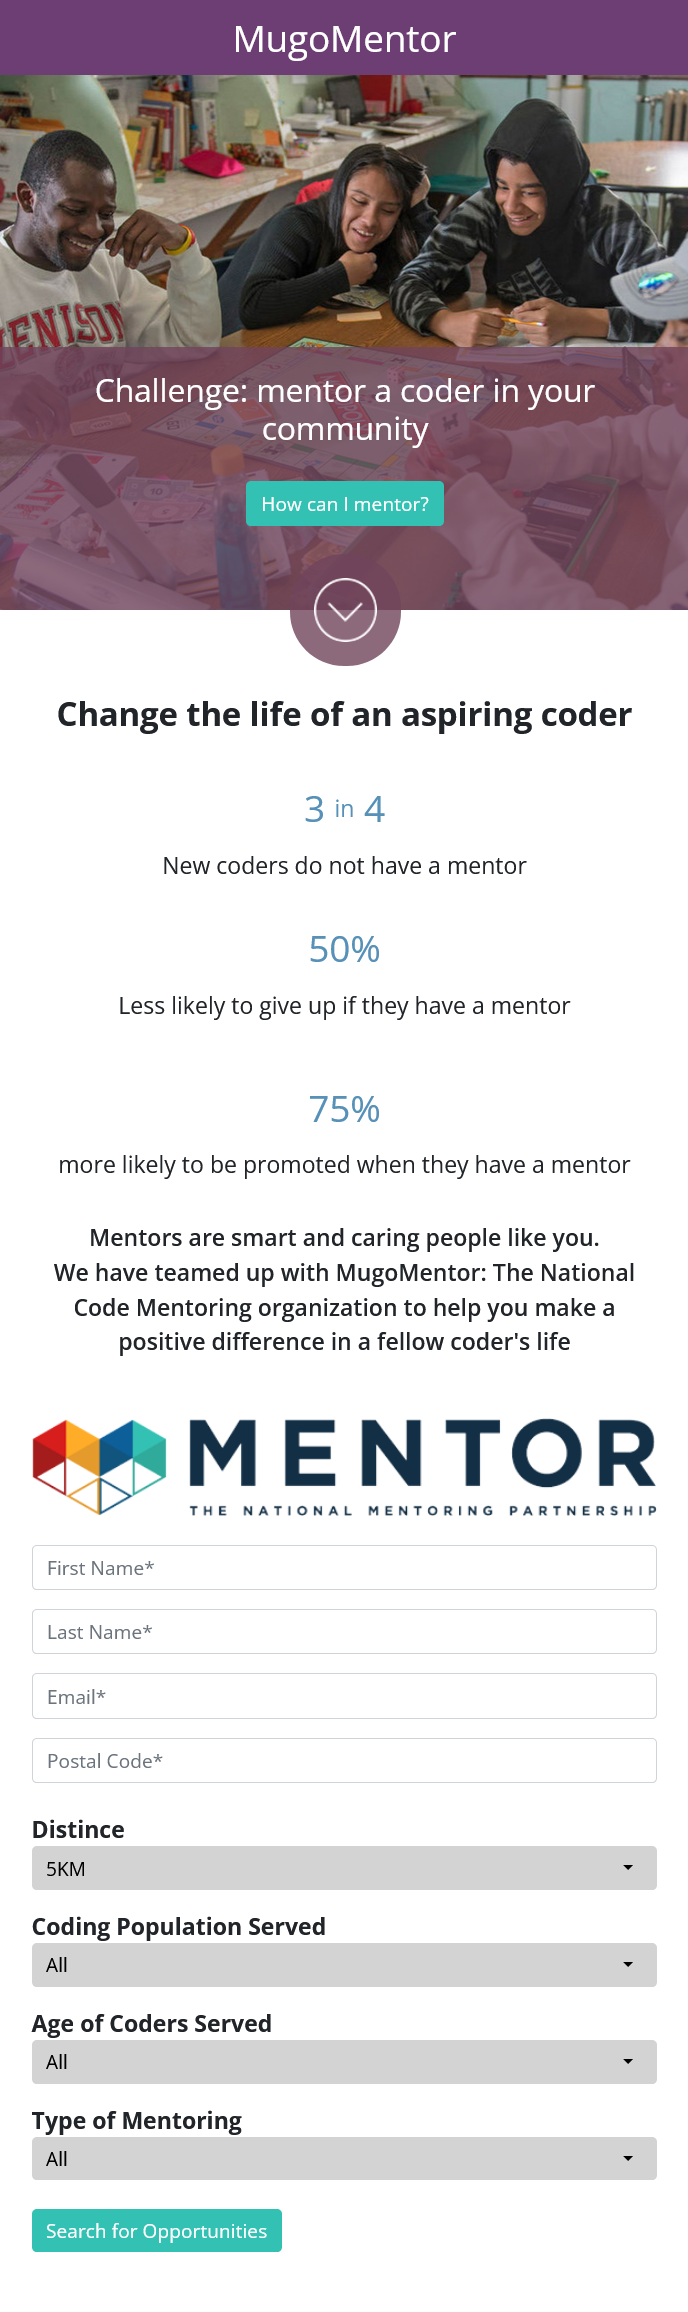 MugoMentor
ENISON
Challenge: mentor a coder in your
community
How can I mentor?
Change the life of an aspiring coder
3 in 4
New coders do not have a mentor
50%
Less likely to give up if they have a mentor
75%
more likely to be promoted when they have a mentor
Mentors are smart and caring people like you.
We have teamed up with MugoMentor: The National
Code Mentoring organization to help you make a
positive difference in a fellow coder's life
MENTOR
THE NATIONAL MENTORING PARTNERSHIP
First Name*
Last Name*
Email*
Postal Code*
Distince
5KM
Coding Population Served
All
Age of Coders Served
All
Type of Mentoring
All
Search for Opportunities